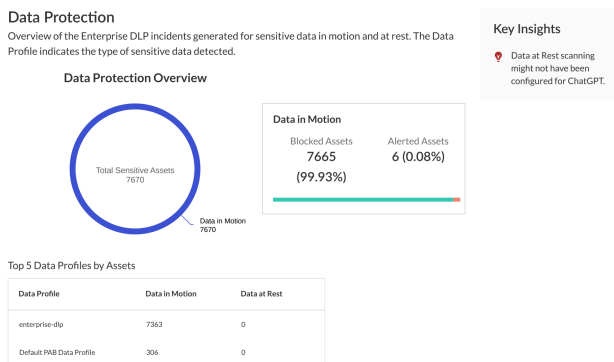 Data Protection
Overview of the Enterprise DLP incidents generated for sensitive data in motion and at rest. The Data
Profile indicates the type of sensitive data detected.
Key Insights
Data at Rest scanning
might not have been
configured for ChatGPT.
Data Protection Overview
Total Sensitive Assets
7670
Data in Motion
7670
Data in Motion
Blocked Assets
7665
(99.93%)
Alerted Assets
6 (0.08%)
Top 5 Data Profiles by Assets
Data Profile Data in Motion Data at Rest
enterprise-dlp 7363 0
Default PAB Data Profile 306 0